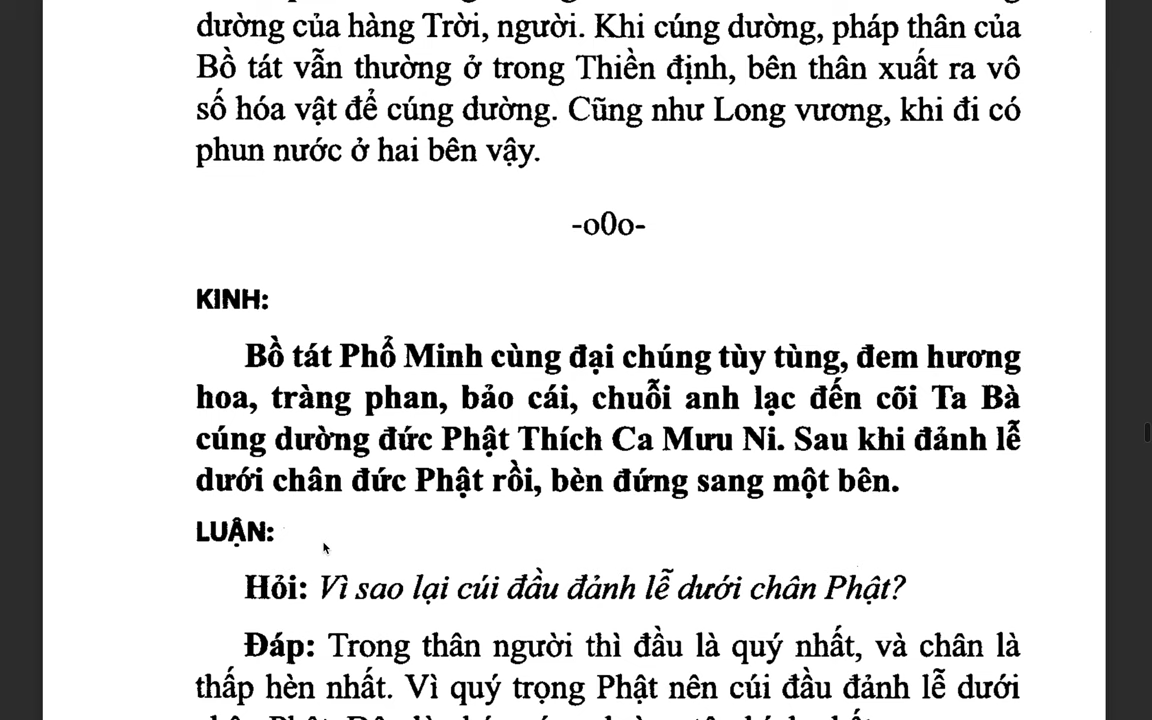 dường của hàng Trời, người. Khi cúng dường, pháp thân của
Bồ tát vẫn thường ở trong Thiền định, bên thân xuất ra vô
số hóa vật để cúng dường. Cũng như Long vương, khi đi có
phun nước ở hai bên vậy.
-o0o-
KINH:
Bồ tát Phổ Minh cùng đại chúng tùy tùng, đem hương
hoa, tràng phan, bảo cái, chuỗi anh lạc đến cõi Ta Bà
cúng dường đức Phật Thích Ca Mưu Ni. Sau khi đảnh lễ
dưới chân đức Phật rồi, bèn đứng sang một bên.
LUẬN:
Hỏi: Vì sao lại cúi đầu đảnh lễ dưới chân Phật?
Đáp: Trong thân người thì đầu là quý nhất, và chân là
thấp hèn nhất. Vì quý trọng Phật nên cúi đầu đảnh lễ dưới